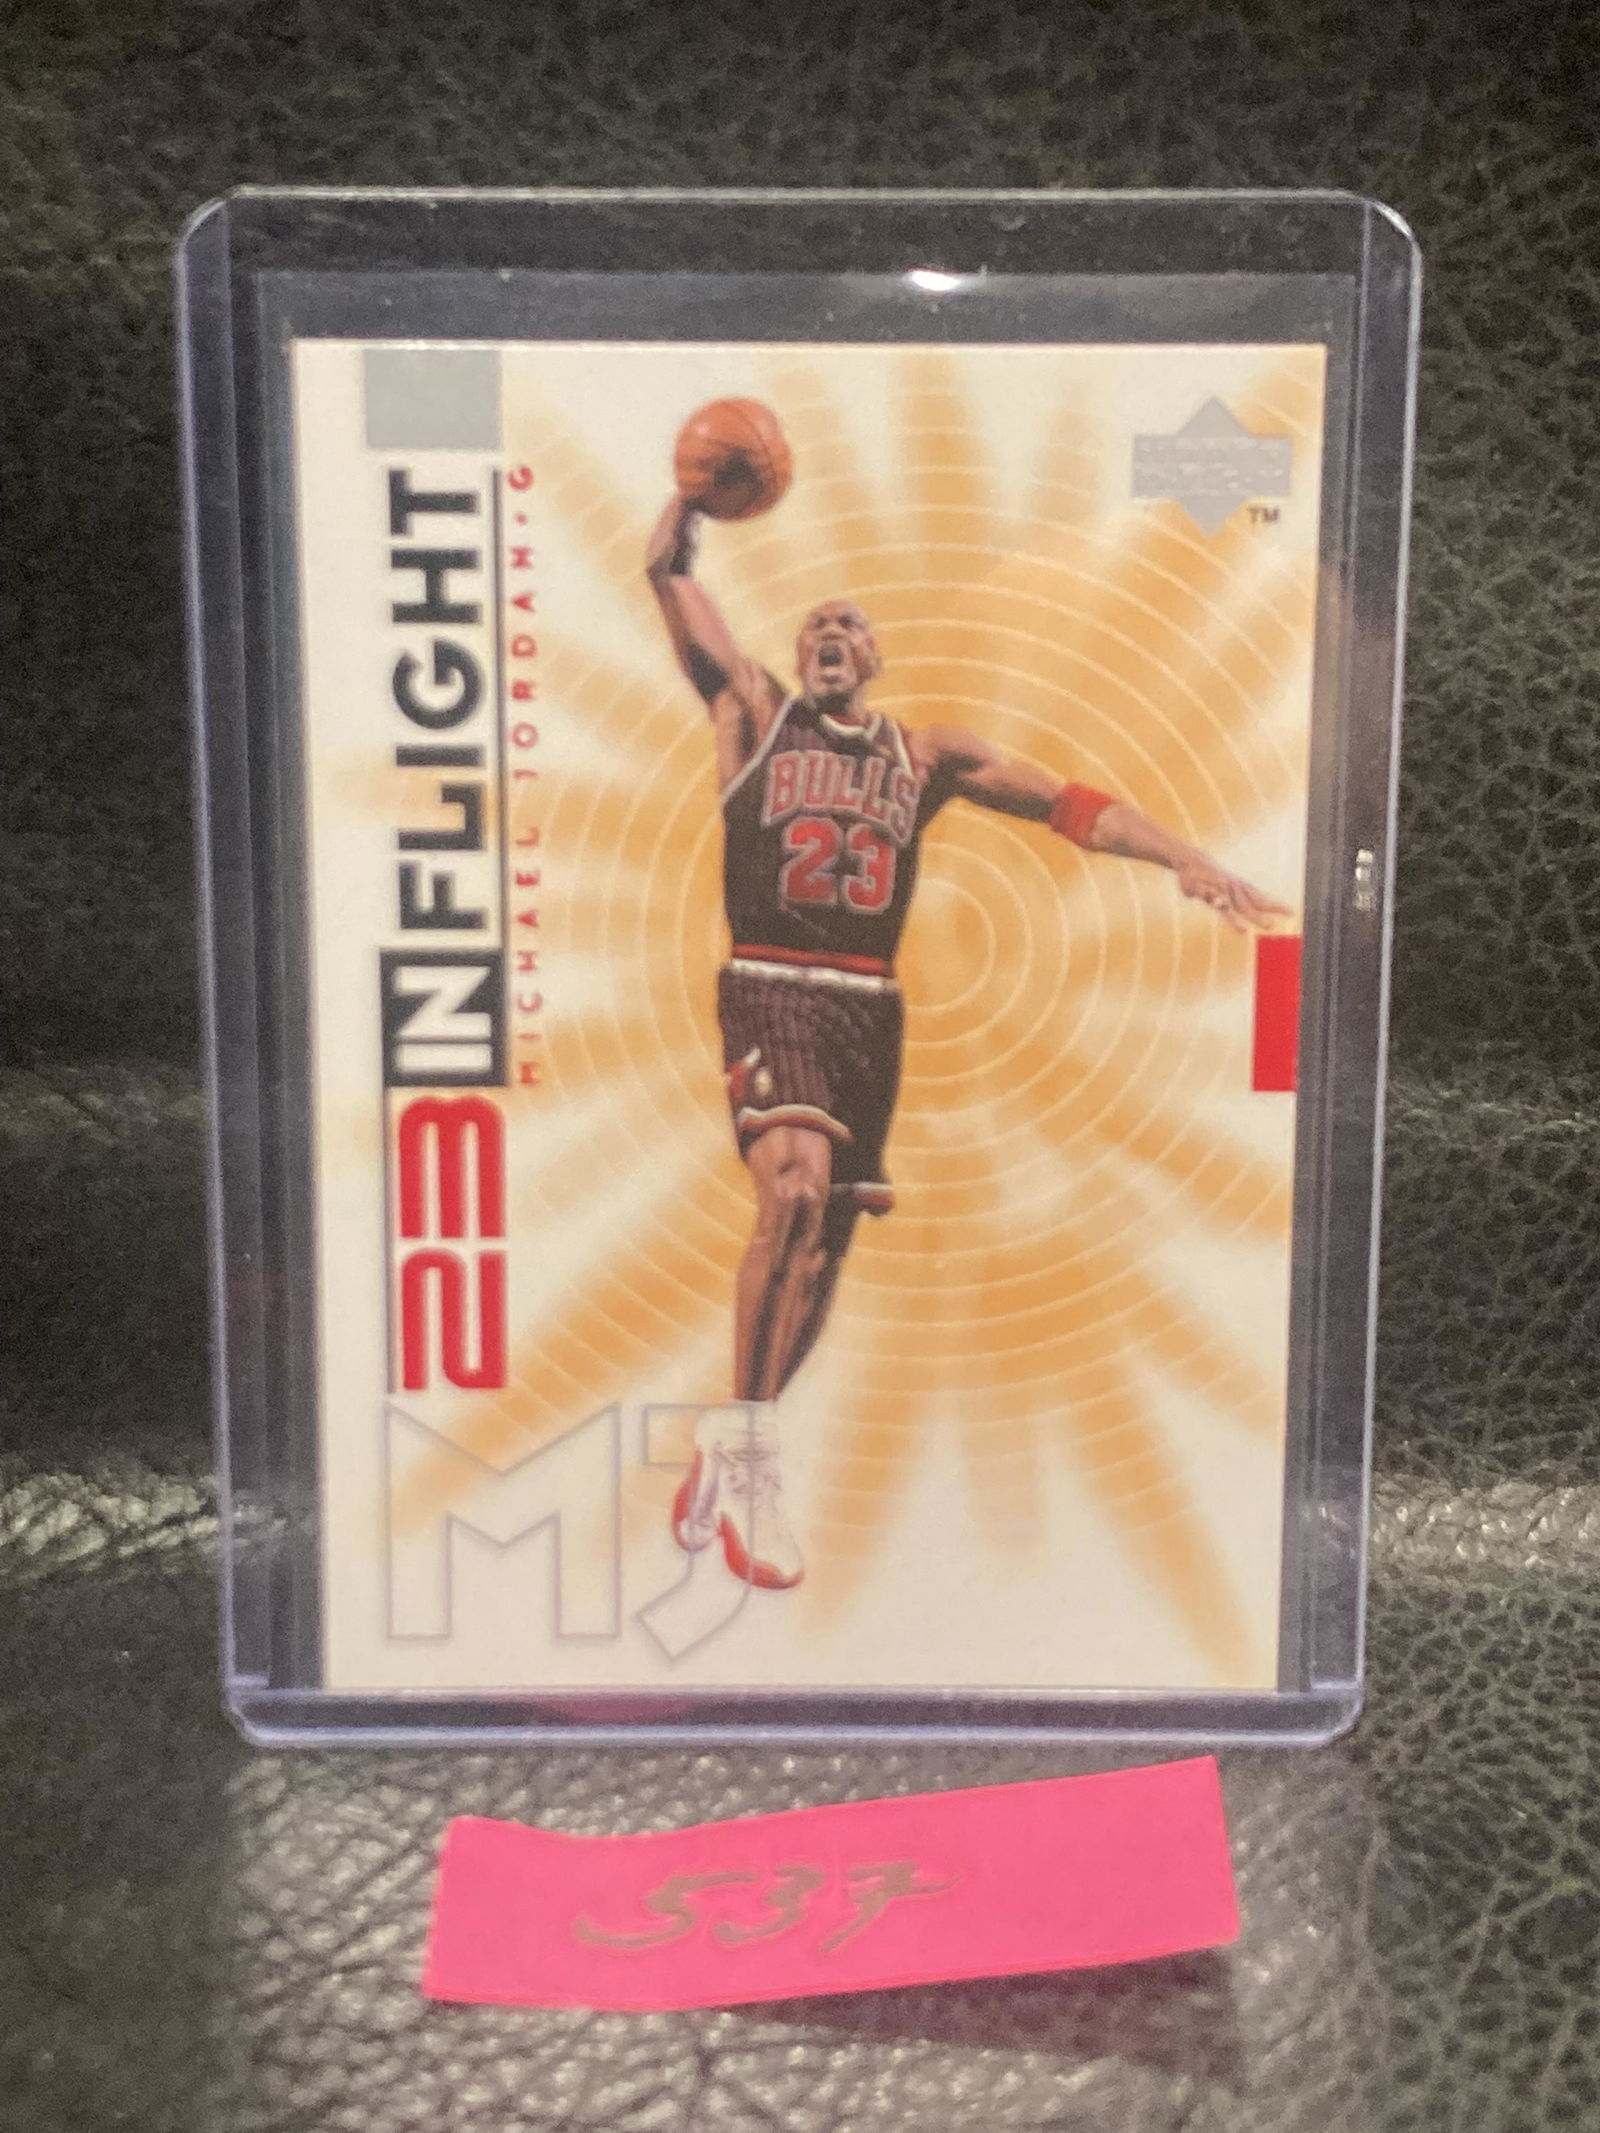 23 IN FLIGHT
MICHAEL JORDAN • G
TM
BULLS
23
MJ
537